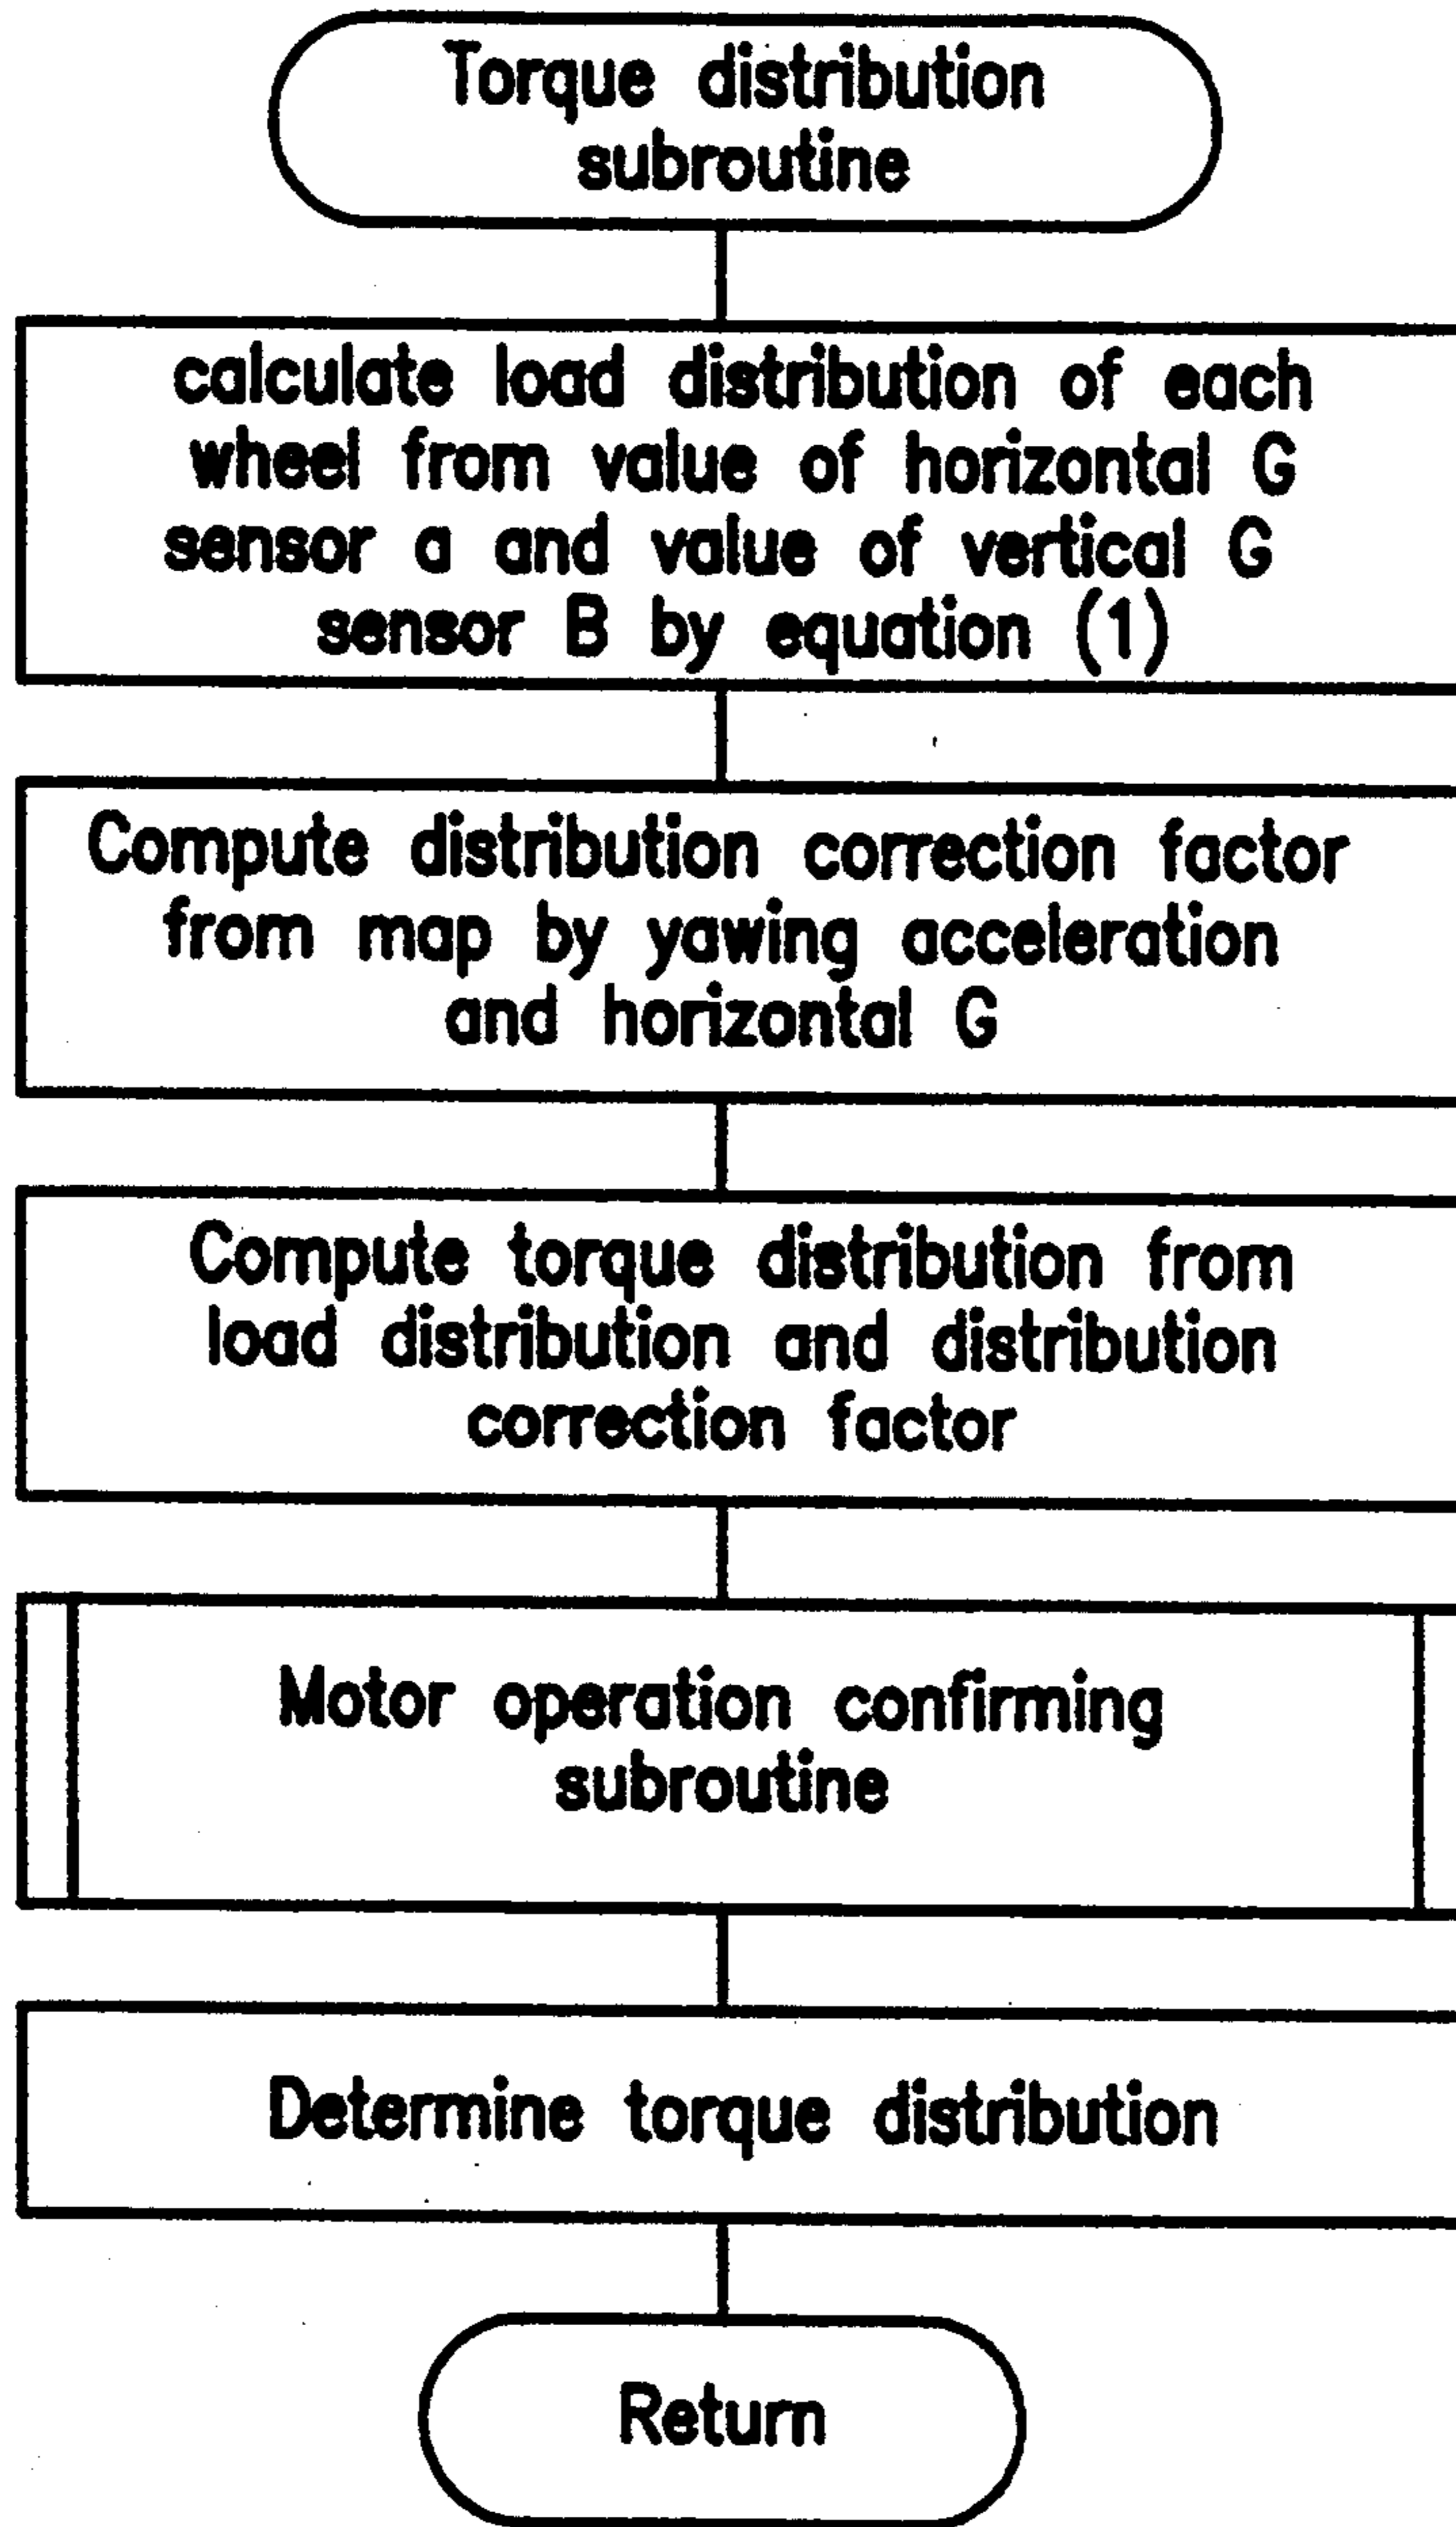 Torque distribution
subroutine
calculate load distribution of each
wheel from value of horizontal G
sensor a and value of vertical G
sensor B by equation (1)
Compute distribution correction factor
from map by yawing acceleration
and horizontal G
Compute torque distribution from
load distribution and distribution
correction factor
Motor operation confirming
subroutine
Determine torque distribution
Return